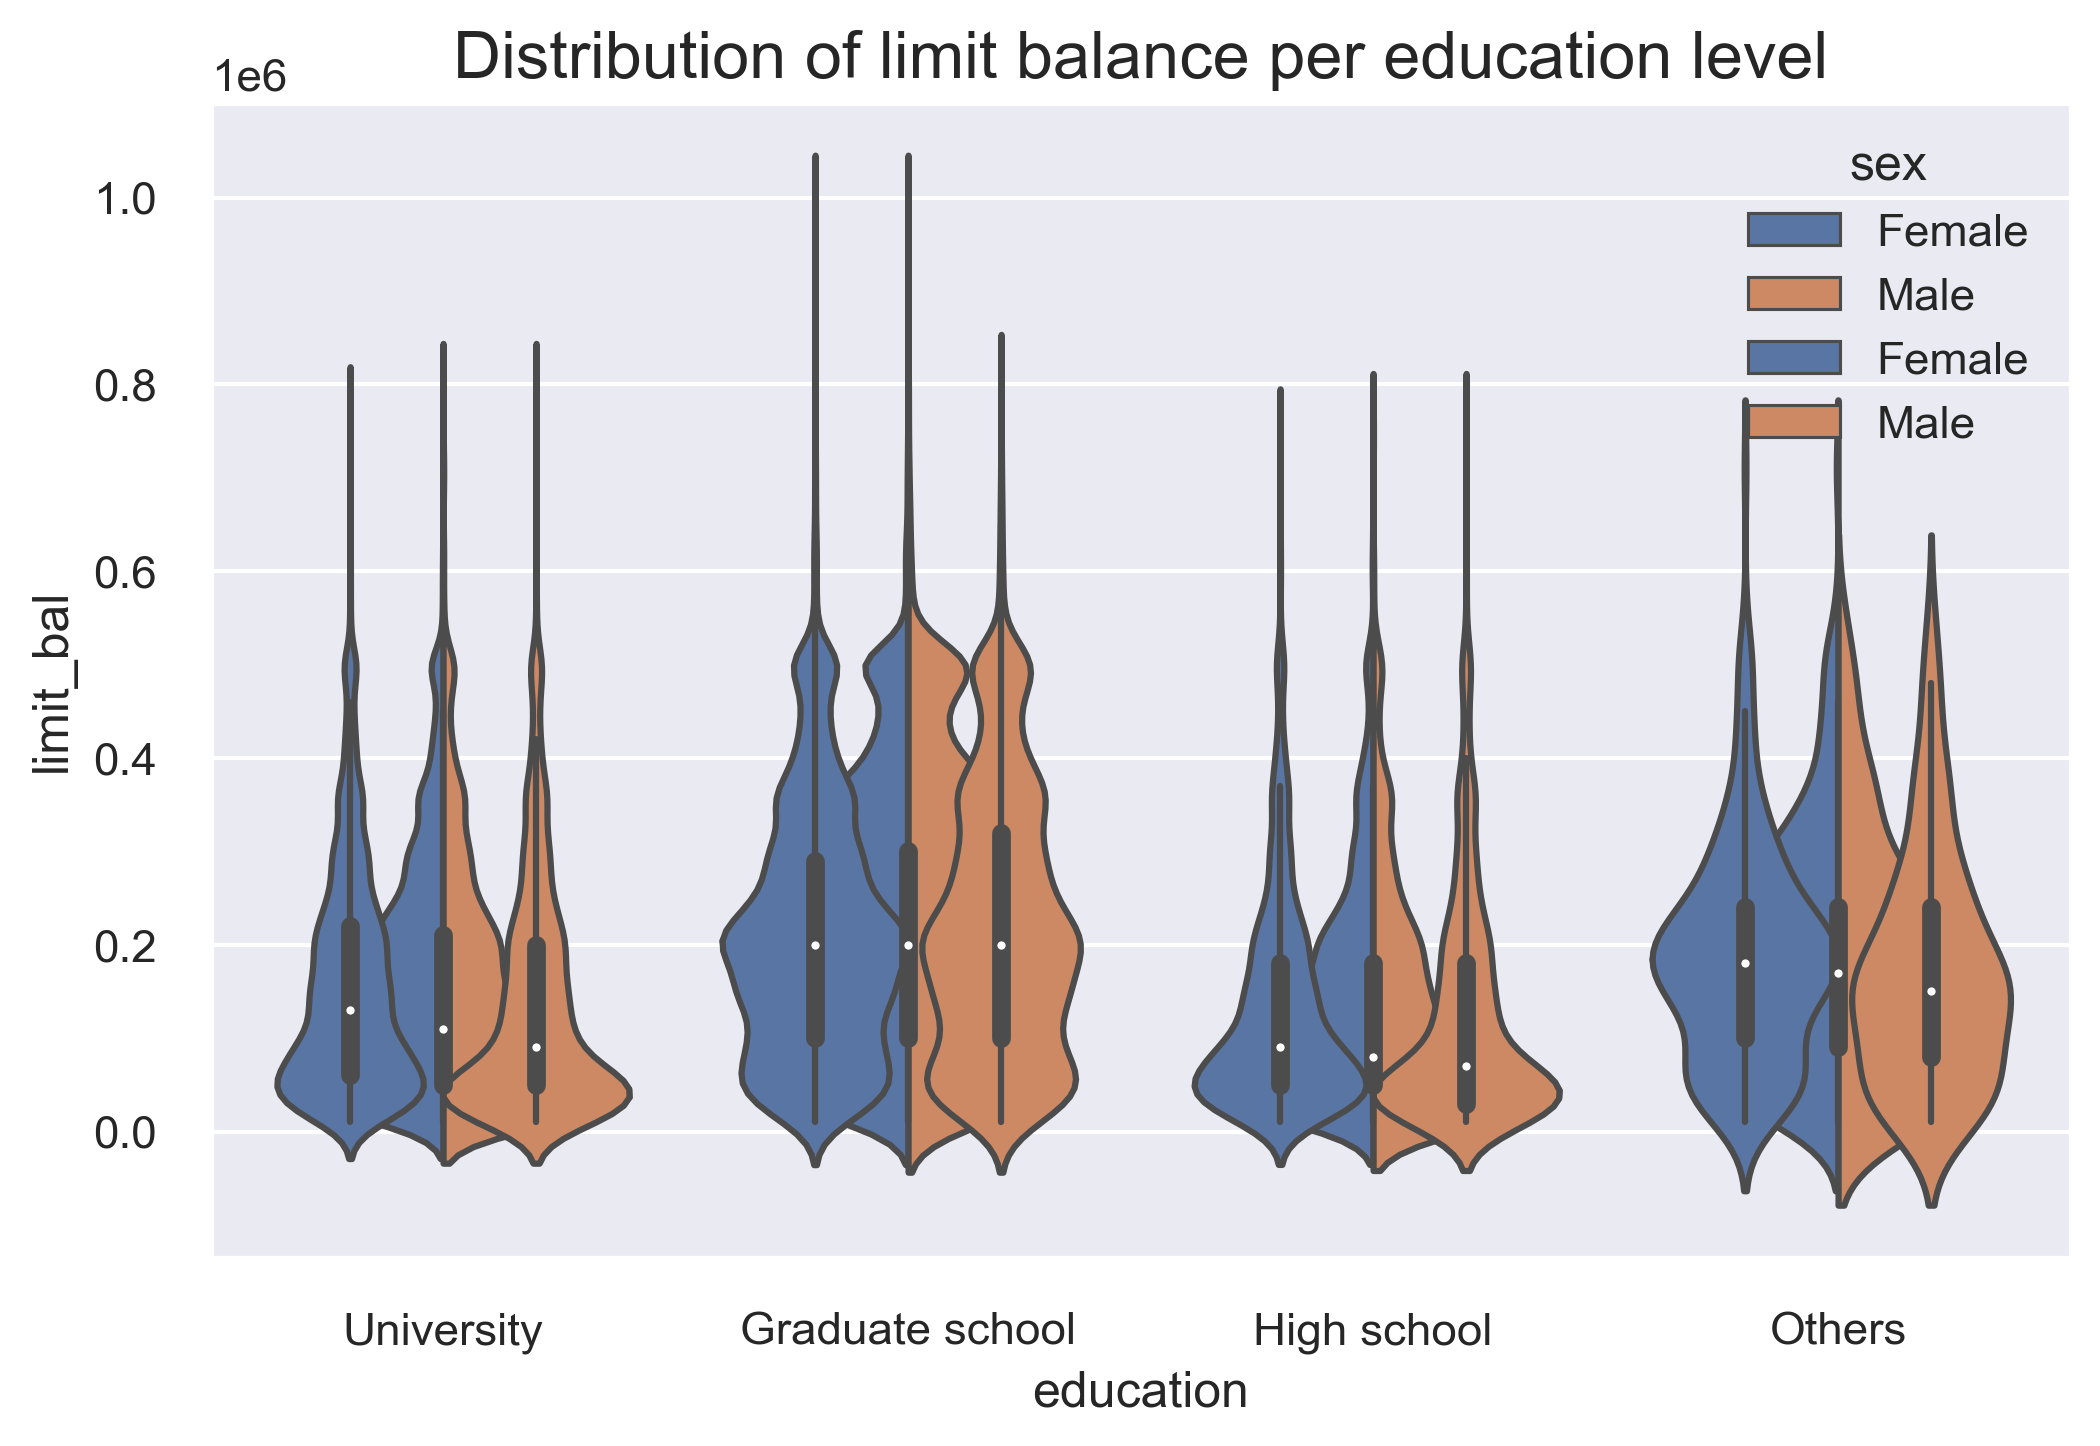 Distribution of limit balance per education level
1e6
sex
Female
Male
Female
Male
1.0
0.8
0.6
0.4
0.2
0.0
limit_bal
University
Graduate school
High school
Others
education